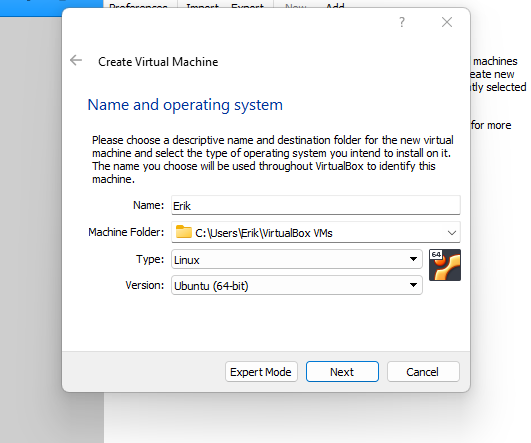 Preferences Import Export New Add
?
Create Virtual Machine
machines
eate new
tly selected
for more
Name and operating system
Please choose a descriptive name and destination folder for the new virtual
machine and select the type of operating system you intend to install on it.
The name you choose will be used throughout VirtualBox to identify this
machine.
Name: Erik
Machine Folder: C:\Users\Erik\VirtualBox VMs
Type: Linux
64
Version: Ubuntu (64-bit)
Expert Mode Next Cancel